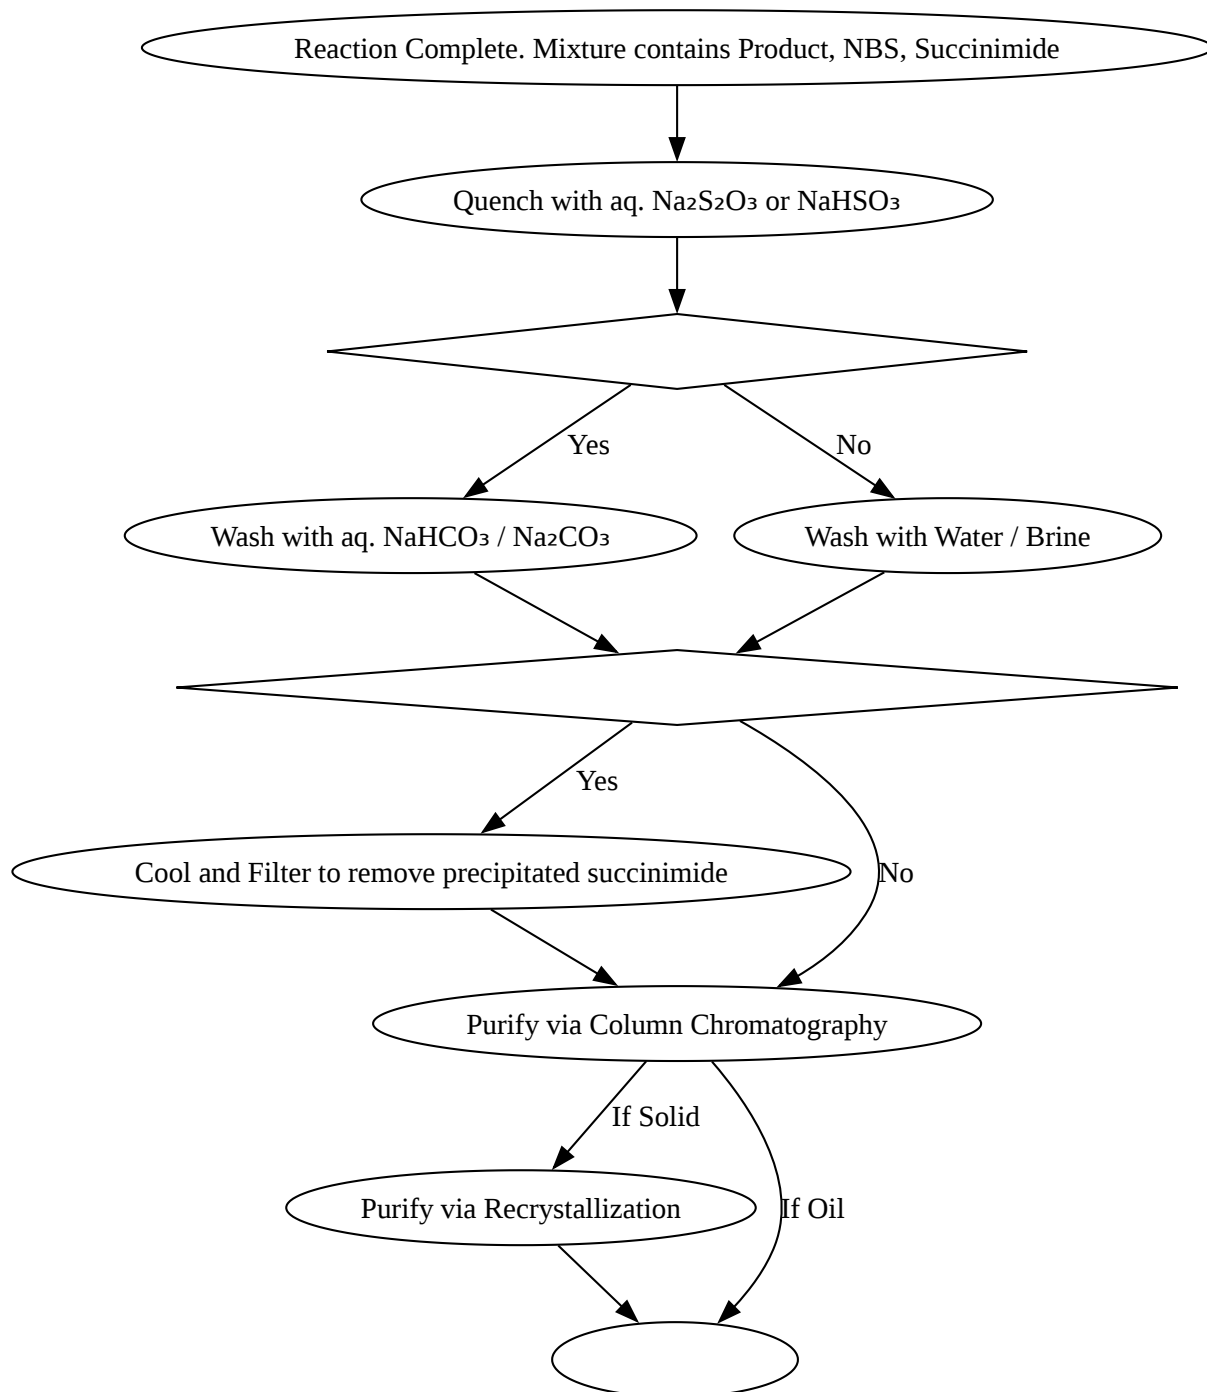 Reaction Complete. Mixture contains Product, NBS, Succinimide
Quench with aq. Na₂S₂O₃ or NaHSO₃
Yes
No
Wash with aq. NaHCO₃ / Na₂CO₃
Wash with Water / Brine
Yes
Cool and Filter to remove precipitated succinimide
No
Purify via Column Chromatography
If Solid
Purify via Recrystallization
If Oil